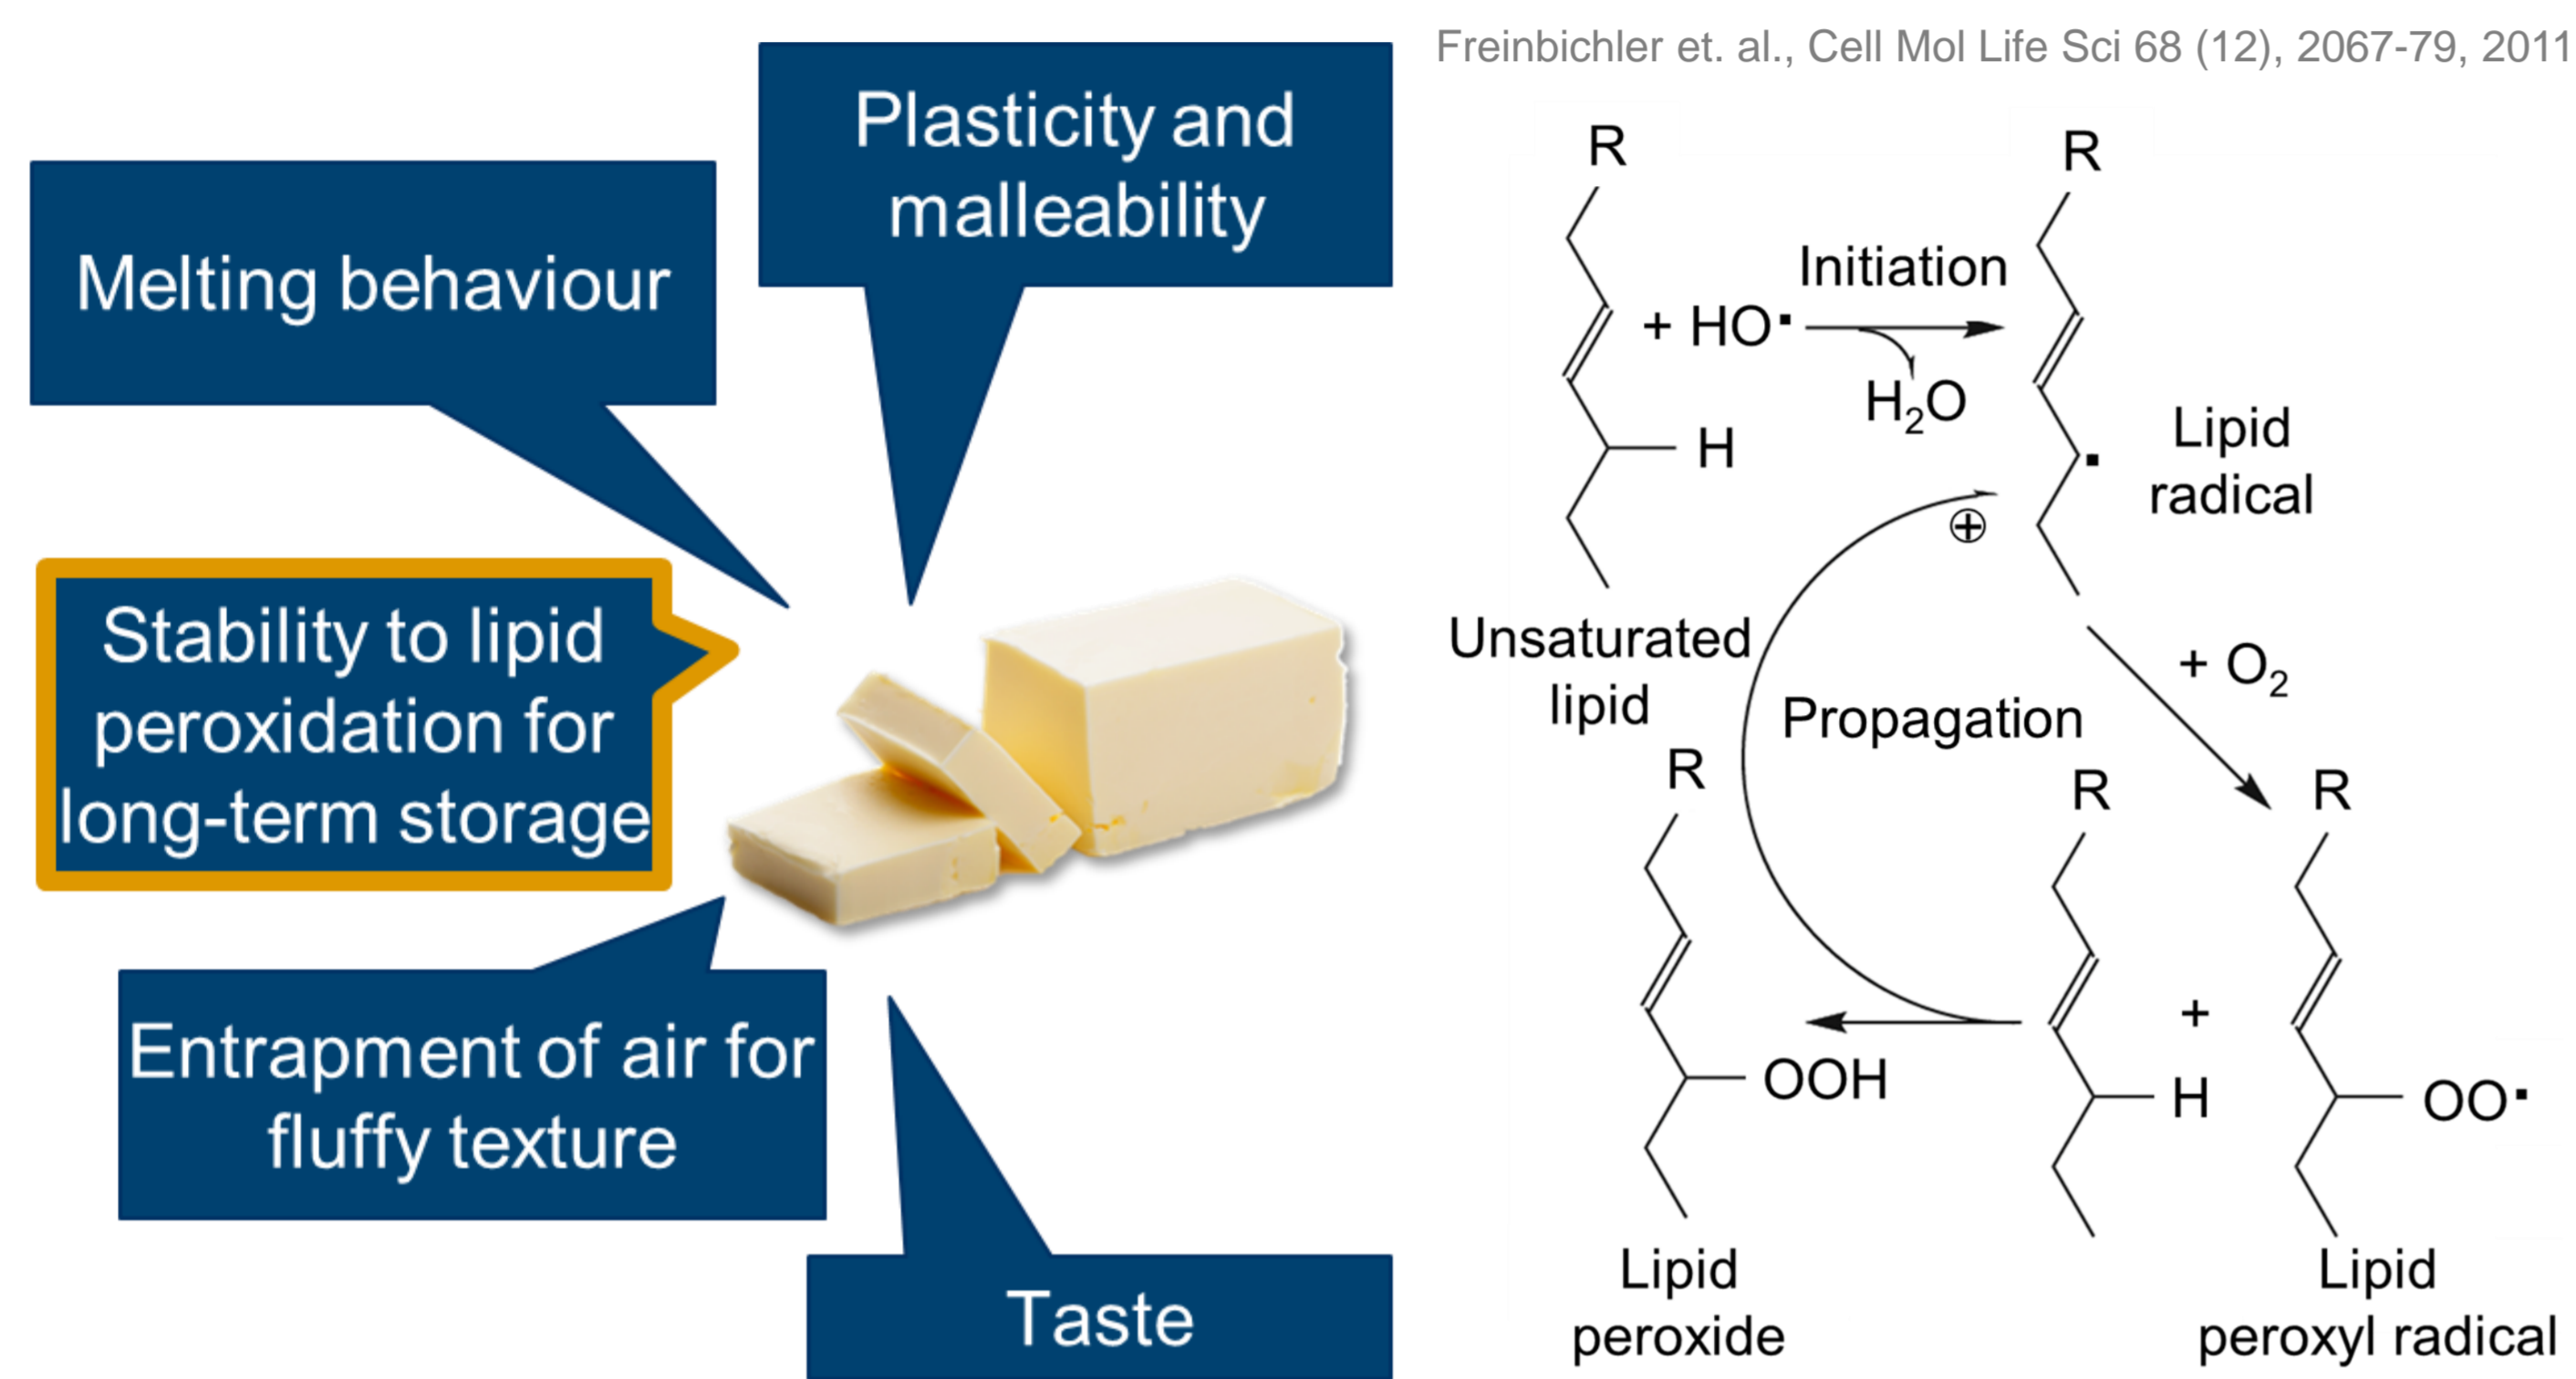 Freinbichler et. al., Cell Mol Life Sci 68 (12), 2067-79, 2011
Plasticity and
malleability
Melting behaviour
Stability to lipid
peroxidation for
long-term storage
Entrapment of air for
fluffy texture
Taste
R
R
Initiation
+ HO▪
H₂O
H
▪
Lipid
radical
⊕
Unsaturated
lipid
+ O₂
Propagation
R
R
R
+
OOH
H
OO▪
Lipid
peroxide
Lipid
peroxyl radical